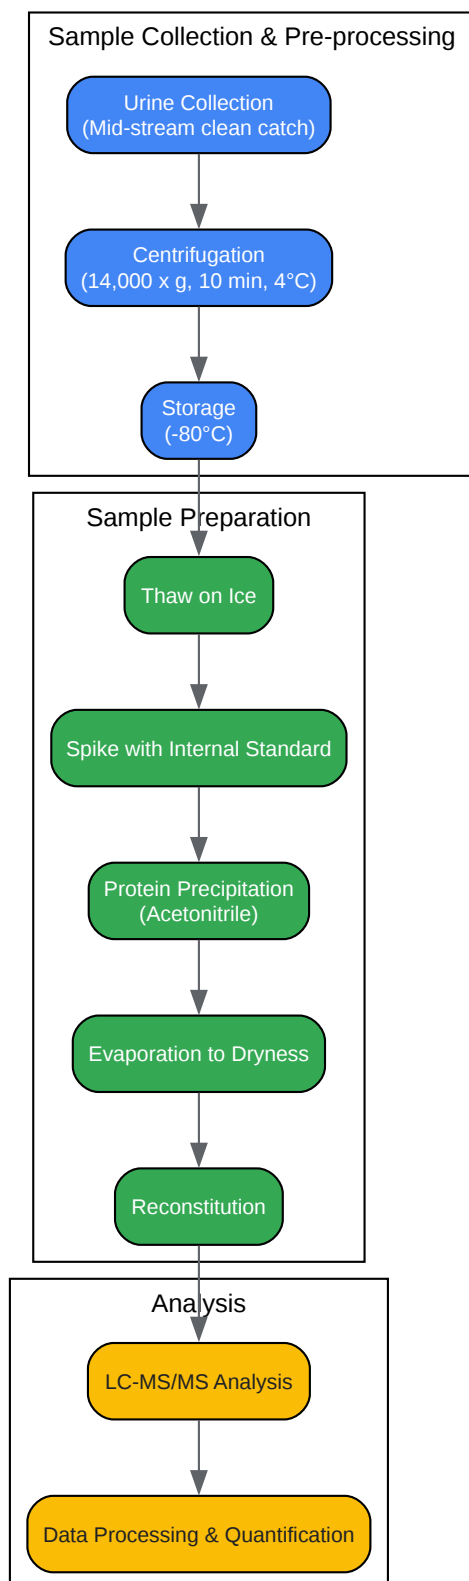 Sample Collection & Pre-processing
Urine Collection
(Mid-stream clean catch)
Centrifugation
(14,000 x g, 10 min, 4°C)
Storage
(-80°C)
Sample Preparation
Thaw on Ice
Spike with Internal Standard
Protein Precipitation
(Acetonitrile)
Evaporation to Dryness
Reconstitution
Analysis
LC-MS/MS Analysis
Data Processing & Quantification